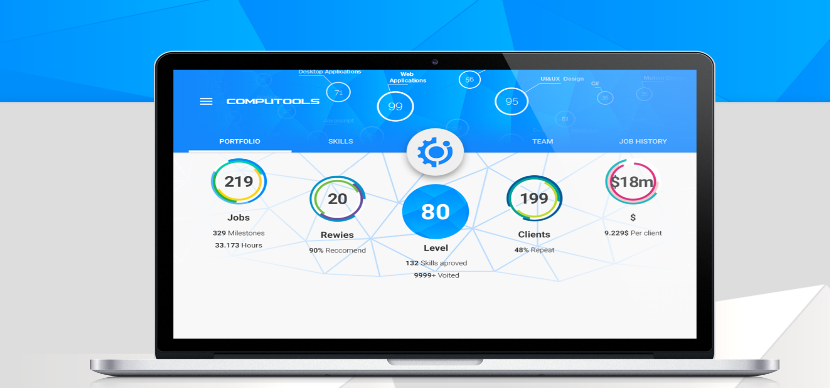 Desktop Applications
71
Web
Applications
99
56
95
UI&UX Design
C#
52
COMPUTOOLS
PORTFOLIO
SKILLS
TEAM
JOB HISTORY
219
Jobs
329 Milestones
33.173 Hours
20
Rewies
90% Reccomend
80
Level
132 Skills aproved
9999+ Voited
199
Clients
48% Repeat
$18m
$
9.229$ Per client